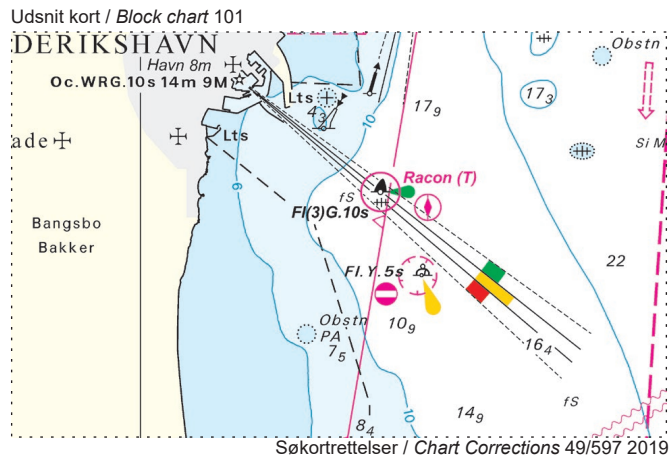 Udsnit kort / Block chart 101
DERIKSHAVN
Havn 8m
Oc.WRG.10s 14m 9M
Obstn
Lts
4₃
10
17₉
17₃
ade
Lts
Si M
Racon (T)
6
fS
Fl(3)G.10s
Bangsbo
Bakker
Fl.Y.5s
22
Obstn
PA
7₅
10₉
16₄
10
14₉
fS
8₄
Søkortrettelser / Chart Corrections 49/597 2019